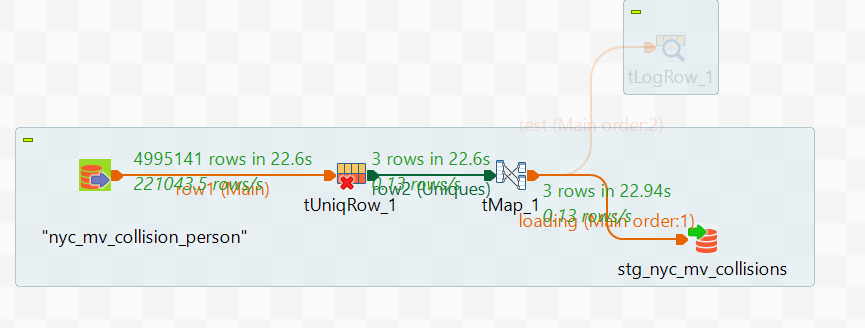 tLogRow_1
test (Main order:2)
4995141 rows in 22.6s
221043.5 rows/s
row1 (Main)
tUniqRow_1
3 rows in 22.6s
0.13 rows/s
row2 (Uniques)
tMap_1
3 rows in 22.94s
0.13 rows/s
loading (Main order:1)
"nyc_mv_collision_person"
stg_nyc_mv_collisions